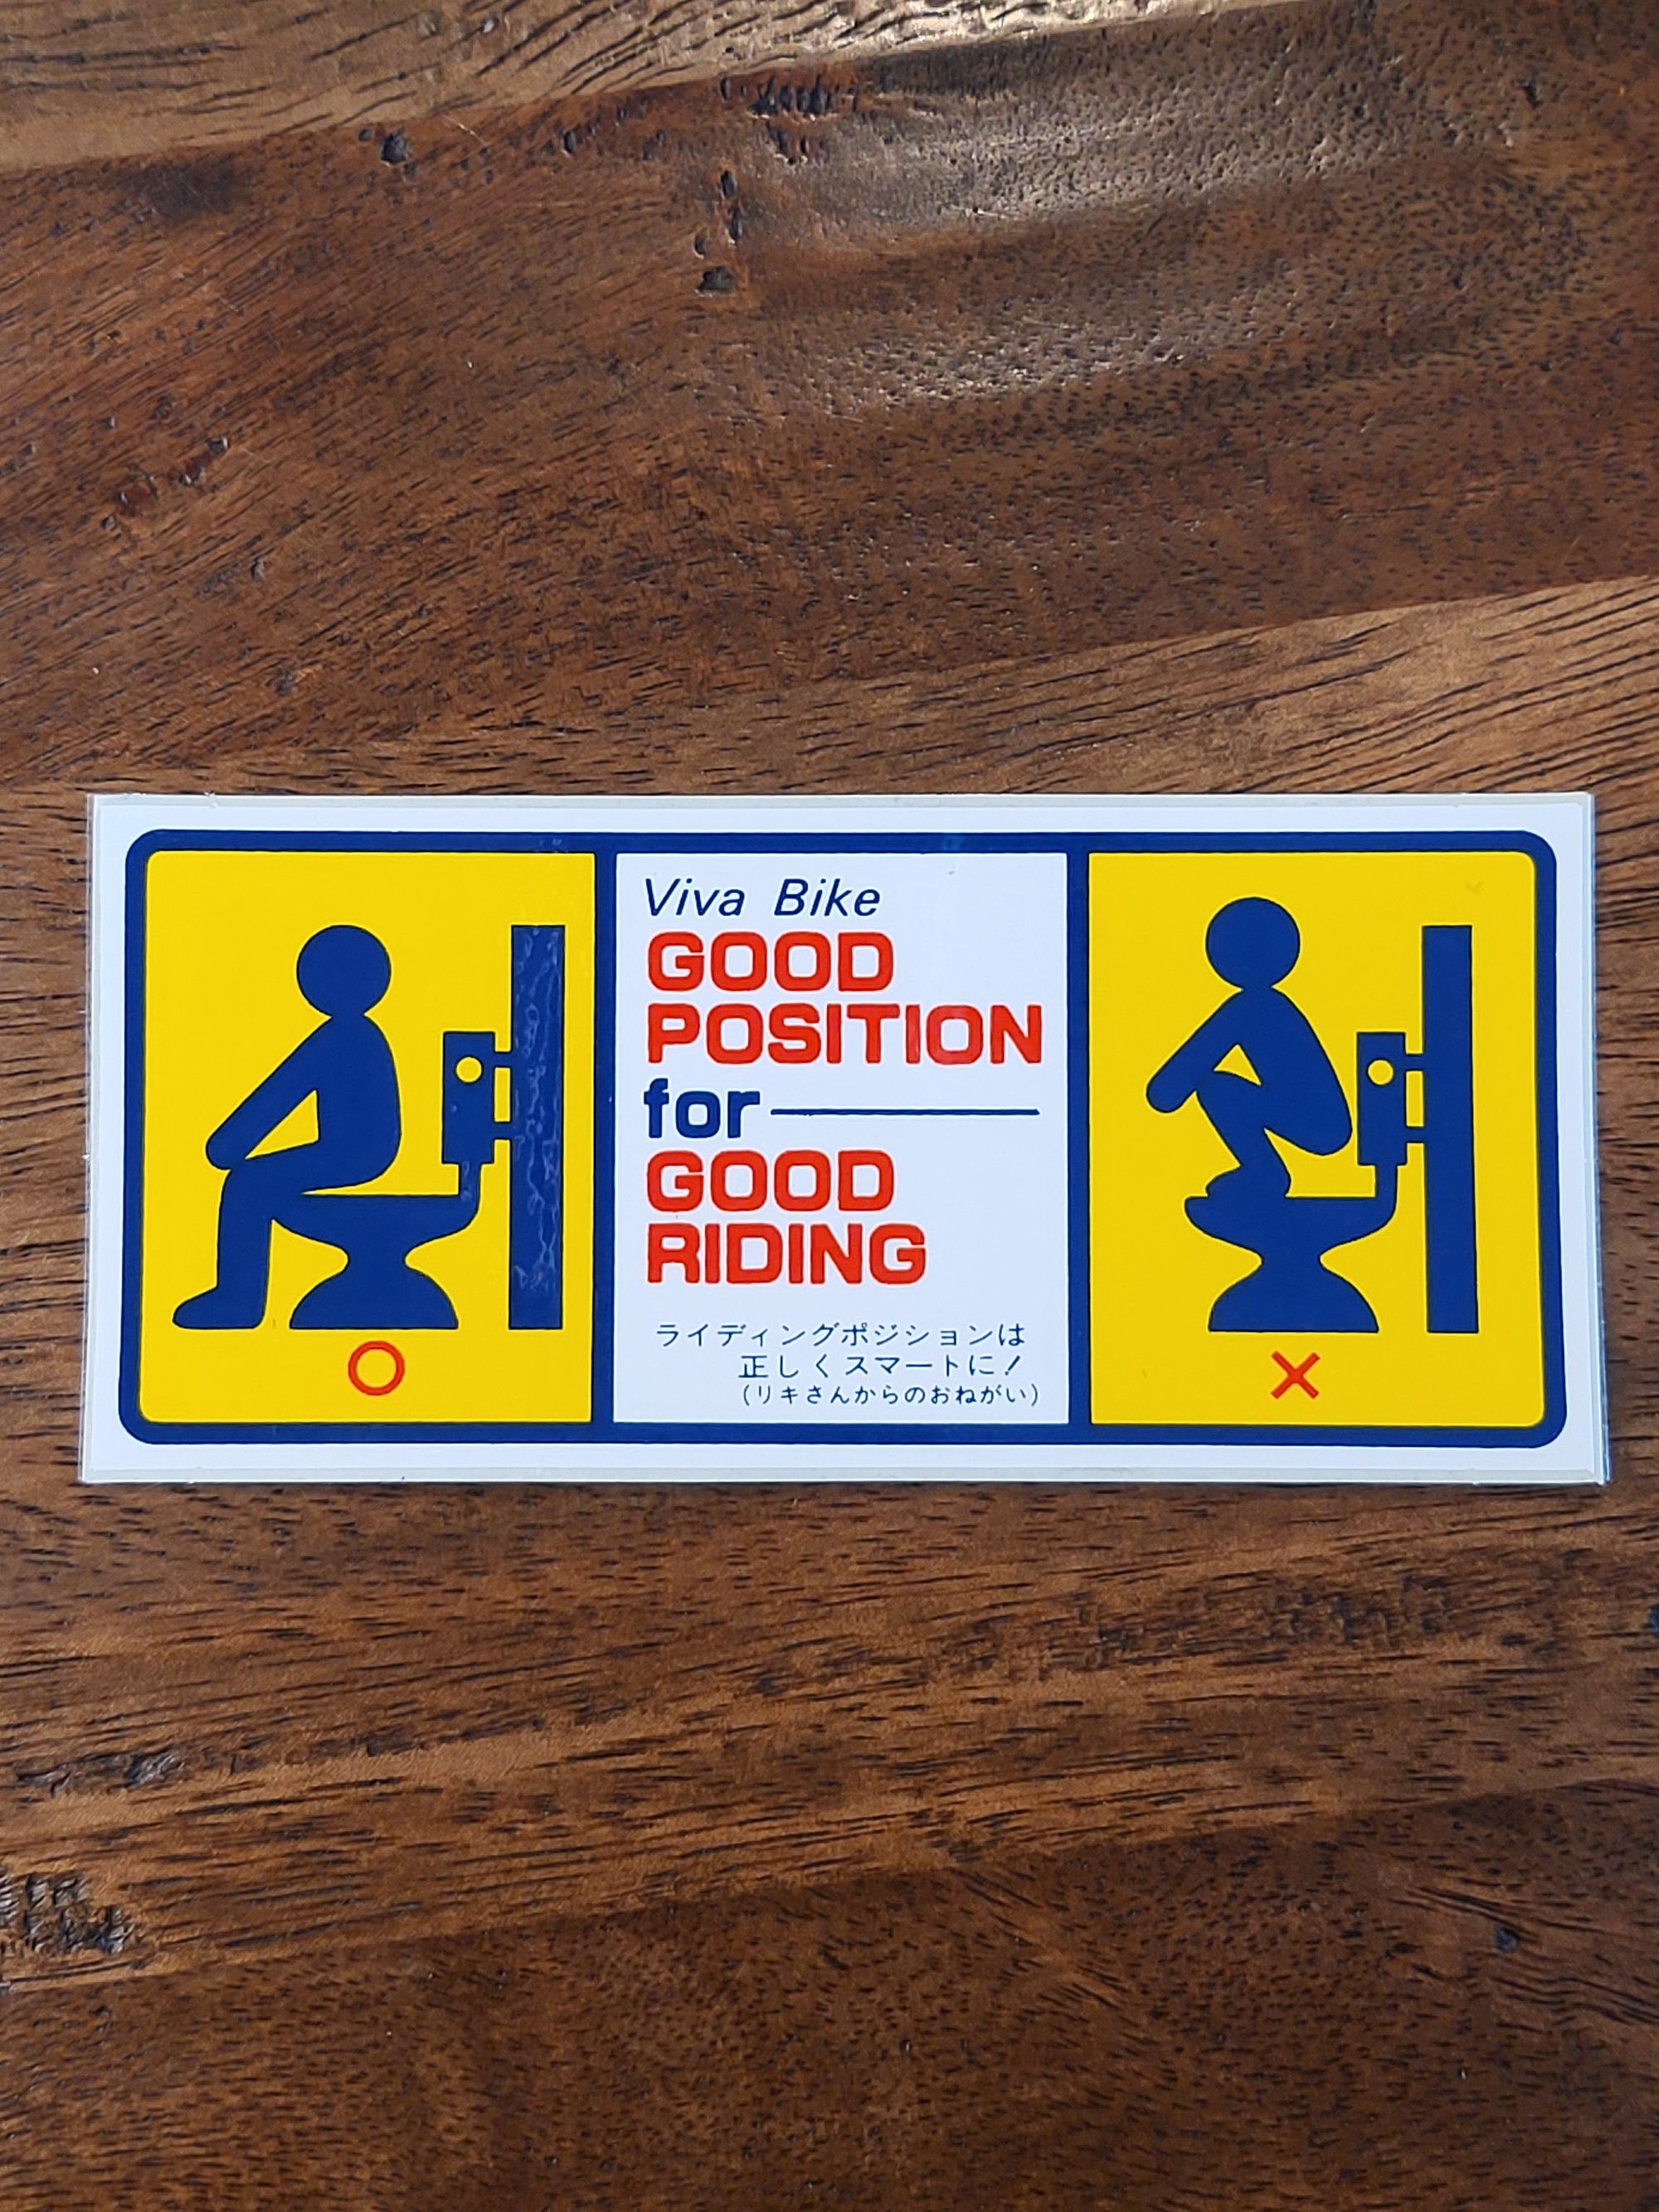 Viva Bike
GOOD
POSITION
for
GOOD
RIDING
ライディングポジションは
正しくスマートに！
(リキさんからのおねがい)